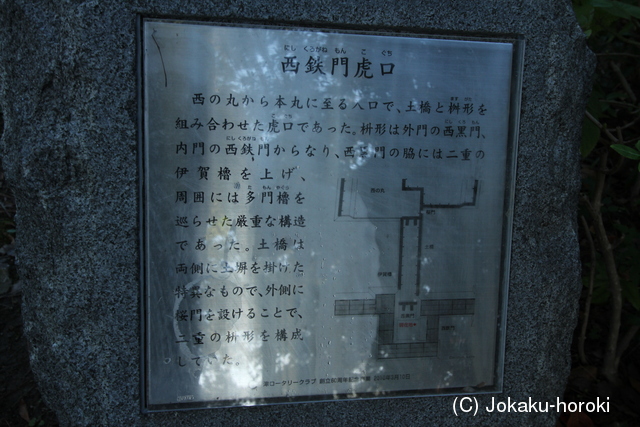 にし くろがね もん こ ぐち
西鉄門虎口
西の丸から本丸に至る入口で、土橋と桝形を
組み合わせた虎口であった。桝形は外門の西黒門、
内門の西鉄門からなり、西鉄門の脇には二重の
伊賀櫓を上げ、
周囲には多門櫓を
巡らせた厳重な構造
であった。土橋は
両側に土塀を掛けた
特異なもので、外側に
桜門を設けることで、
二重の桝形を構成
していた。
(C) Jokaku-horoki